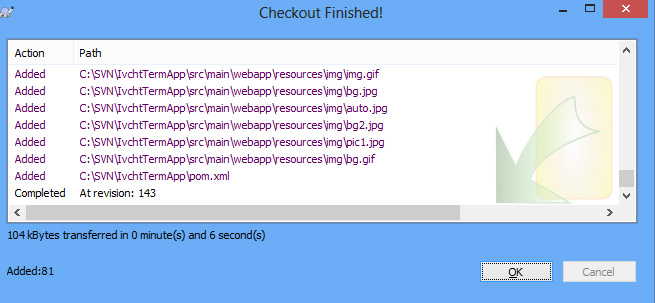 Checkout Finished!
Action Path
Added C:\SVN\IvchtTermApp\src\main\webapp\resources\img\img.gif
Added C:\SVN\IvchtTermApp\src\main\webapp\resources\img\bg.jpg
Added C:\SVN\IvchtTermApp\src\main\webapp\resources\img\auto.jpg
Added C:\SVN\IvchtTermApp\src\main\webapp\resources\img\bg2.jpg
Added C:\SVN\IvchtTermApp\src\main\webapp\resources\img\pic1.jpg
Added C:\SVN\IvchtTermApp\src\main\webapp\resources\img\bg.gif
Added C:\SVN\IvchtTermApp\pom.xml
Completed At revision: 143
104 kBytes transferred in 0 minute(s) and 6 second(s)
Added:81
OK Cancel